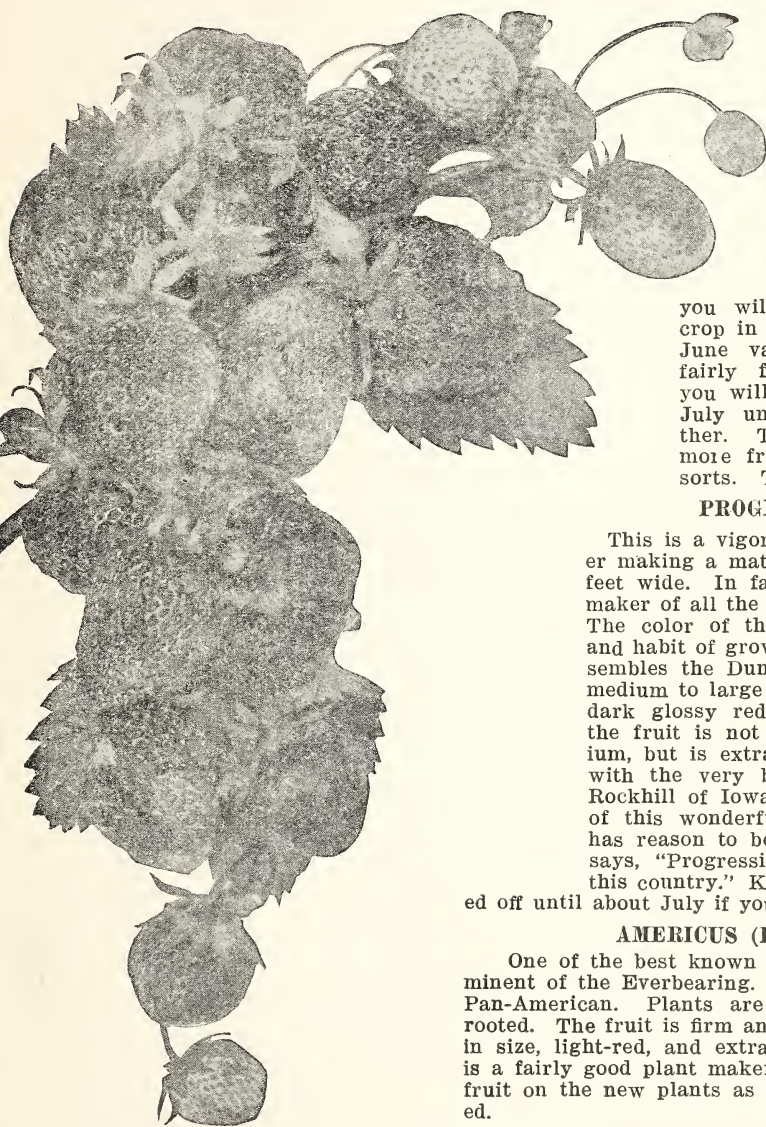 you wil
crop in
June va
fairly f
you will
July un
ther. T
more fr
sorts. T
PROG
This is a vigor
er making a mat
feet wide. In fa
maker of all the
The color of th
and habit of grow
sembles the Dun
medium to large
dark glossy red
the fruit is not
ium, but is extra
with the very b
Rockhill of Iowa
of this wonderf
has reason to be
says, “Progressi
this country.” K
ed off until about July if you
AMERICUS (
One of the best known
minent of the Everbearing.
Pan-American. Plants are
rooted. The fruit is firm an
in size, light-red, and extra
is a fairly good plant maker
fruit on the new plants as
ed.